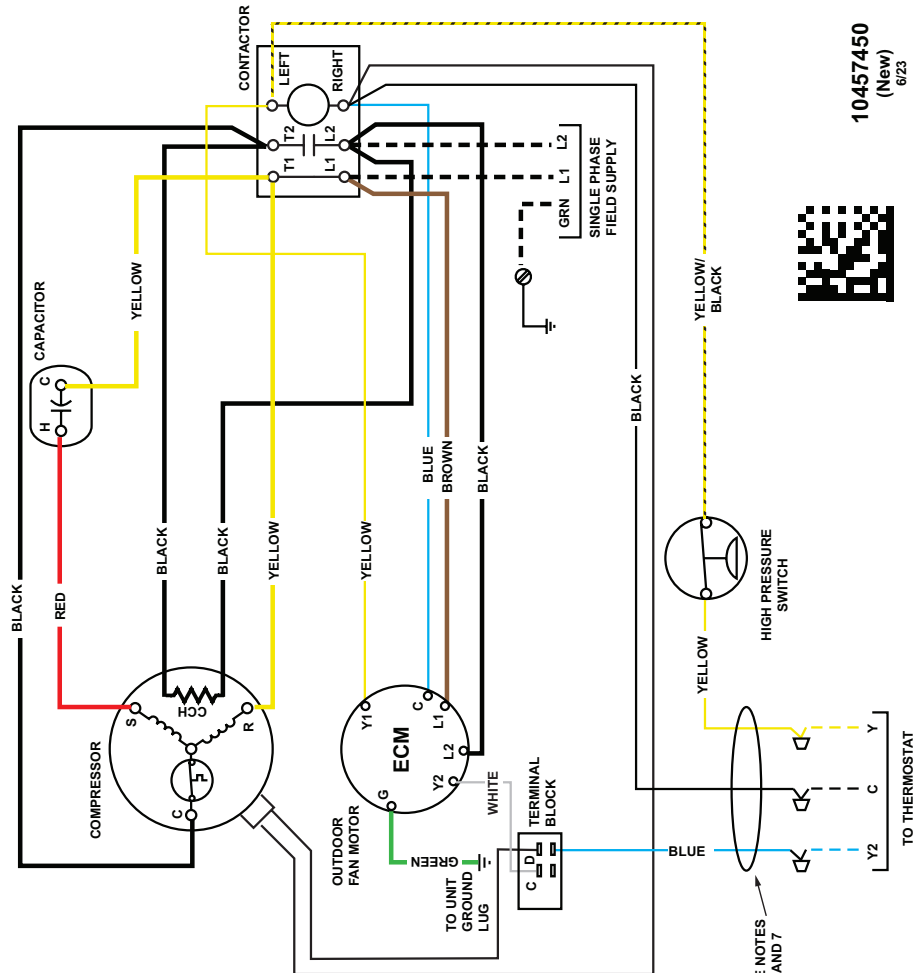 CONTACTOR
LEFT
RIGHT
T2
L2
T1
L1
CAPACITOR
C
H
YELLOW
L2
L1
GRN
SINGLE PHASE
FIELD SUPPLY
10457450
(New)
6/23
YELLOW/
BLACK
BLACK
BLACK
RED
BLACK
BLACK
YELLOW
YELLOW
BLUE
BROWN
BLACK
HIGH PRESSURE
SWITCH
YELLOW
COMPRESSOR
S
CCH
R
C
OUTDOOR
FAN MOTOR
ECM
Y1
C
L1
L2
Y2
G
WHITE
GREEN
TO UNIT
GROUND
LUG
TERMINAL
BLOCK
D
C
BLUE
Y
C
Y2
TO THERMOSTAT
E NOTES
AND 7